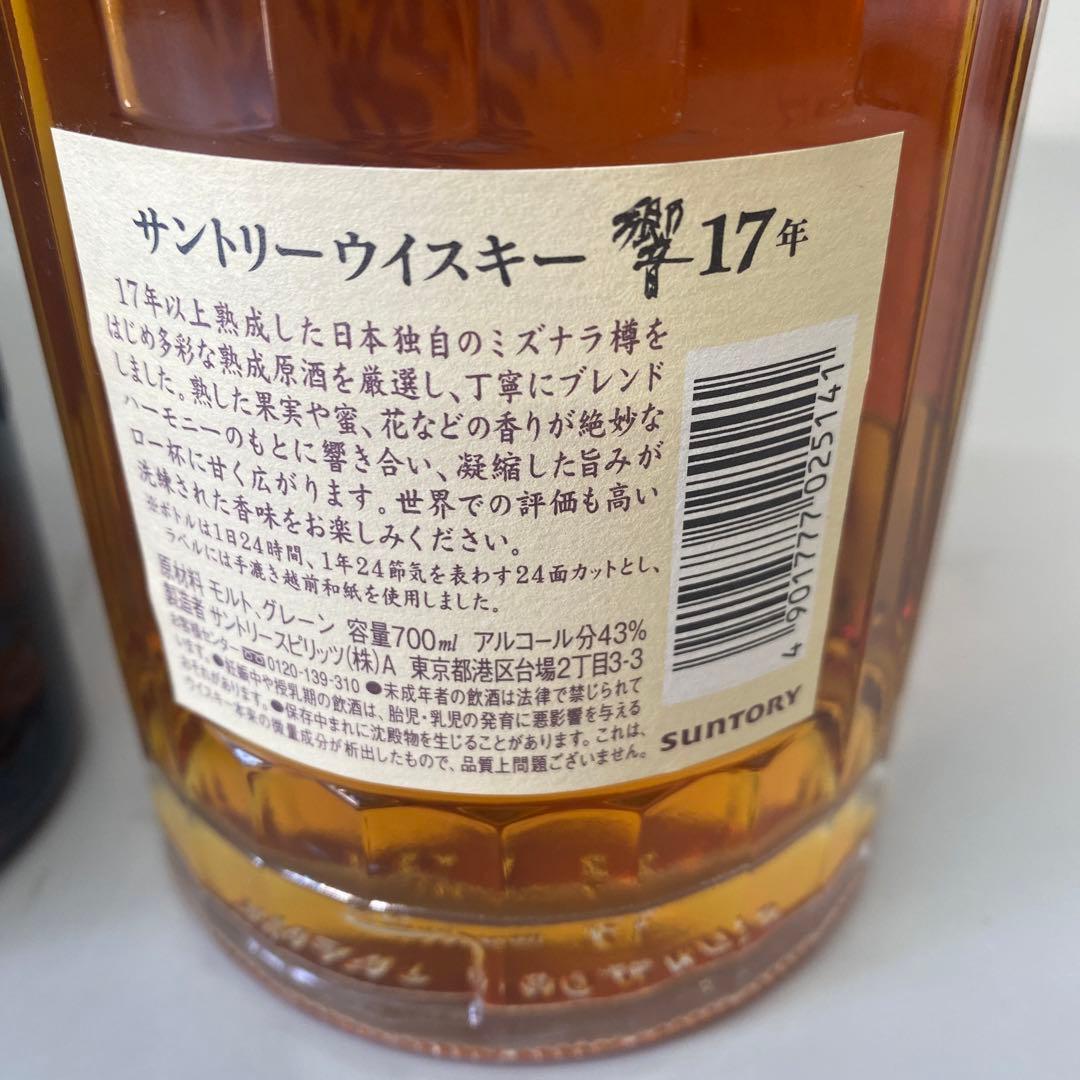 サントリーウイスキー 響 17年
17年以上熟成した日本独自のミズナラ樽を
はじめ多彩な熟成原酒を厳選し、丁寧にブレンド
しました。熟した果実や蜜、花などの香りが絶妙な
ハーモニーのもとに響き合い、凝縮した旨みが
口一杯に甘く広がります。世界での評価も高い
洗練された香味をお楽しみください。
※ボトルは1日24時間、1年24節気を表わす24面カットとし、
ラベルには手漉き越前和紙を使用しました。
原材料 モルト、グレーン 容量700ml アルコール分43%
製造者 サントリースピリッツ(株)A 東京都港区台場2丁目3-3
お客様センター 0120-139-310 ●未成年者の飲酒は法律で禁じられて
います。●妊娠中や授乳期の飲酒は、胎児・乳児の発育に悪影響を与える
おそれがあります。●保存中まれに沈殿物を生じることがあります。これは、
ウイスキー本来の微量成分が析出したもので、品質上問題ございません。
4 901777 025141
SUNTORY